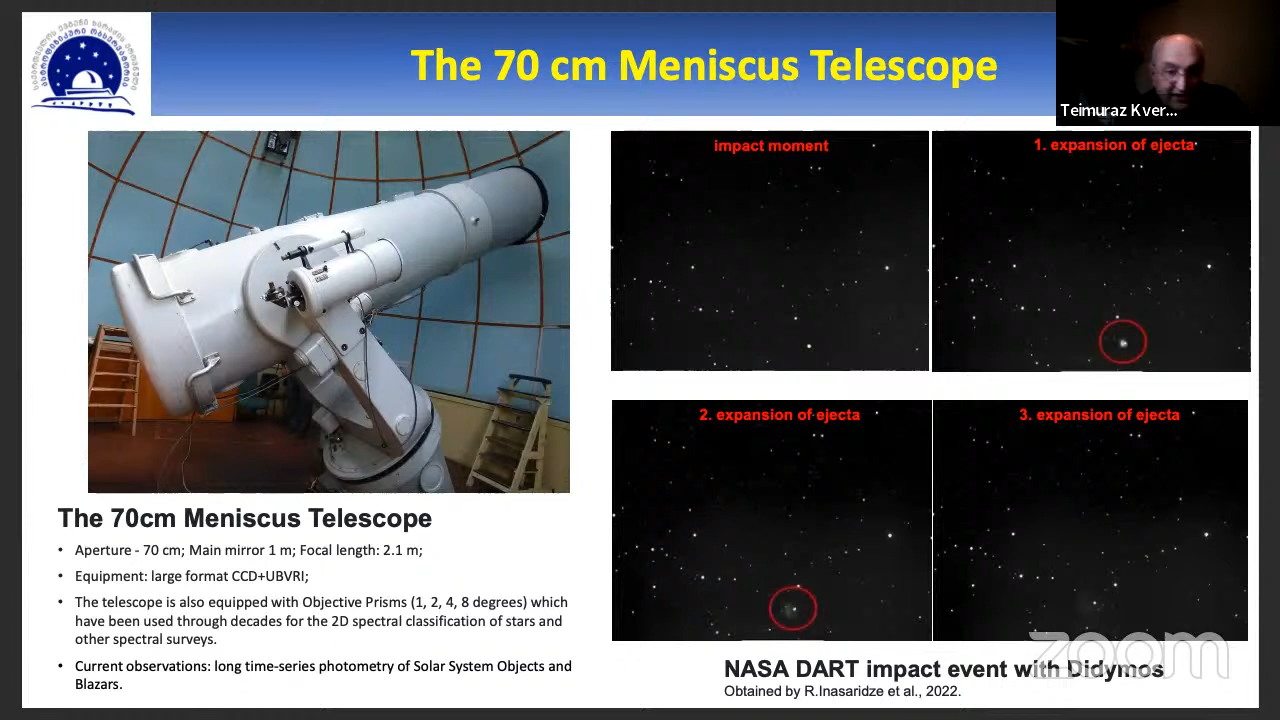 The 70 cm Meniscus Telescope
Teimuraz Kver...
impact moment
1. expansion of ejecta
2. expansion of ejecta
3. expansion of ejecta
The 70cm Meniscus Telescope
• Aperture - 70 cm; Main mirror 1 m; Focal length: 2.1 m;
• Equipment: large format CCD+UBVRI;
• The telescope is also equipped with Objective Prisms (1, 2, 4, 8 degrees) which
have been used through decades for the 2D spectral classification of stars and
other spectral surveys.
• Current observations: long time-series photometry of Solar System Objects and
Blazars.
NASA DART impact event with Didymos
Obtained by R.Inasaridze et al., 2022.
zoom